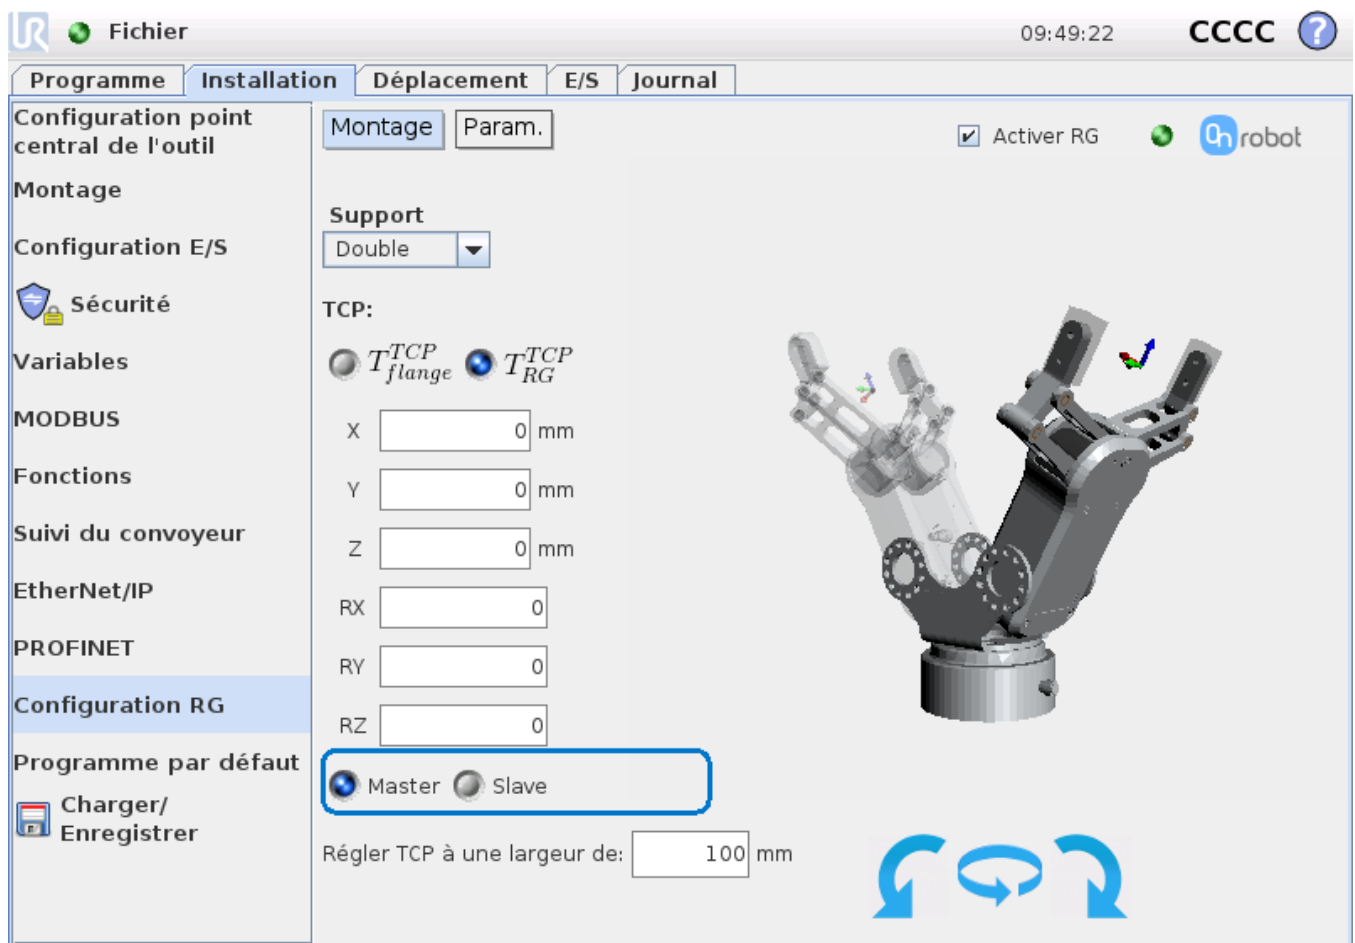 Fichier
09:49:22
CCCC
?
Programme
Installation
Déplacement
E/S
Journal
Configuration point
central de l'outil
Montage
Configuration E/S
Sécurité
Variables
MODBUS
Fonctions
Suivi du convoyeur
EtherNet/IP
PROFINET
Configuration RG
Programme par défaut
Charger/
Enregistrer
Montage
Param.
Activer RG
On robot
Support
Double
TCP:
T TCP flange
T TCP RG
X 0 mm
Y 0 mm
Z 0 mm
RX 0
RY 0
RZ 0
Master Slave
Régler TCP à une largeur de: 100 mm